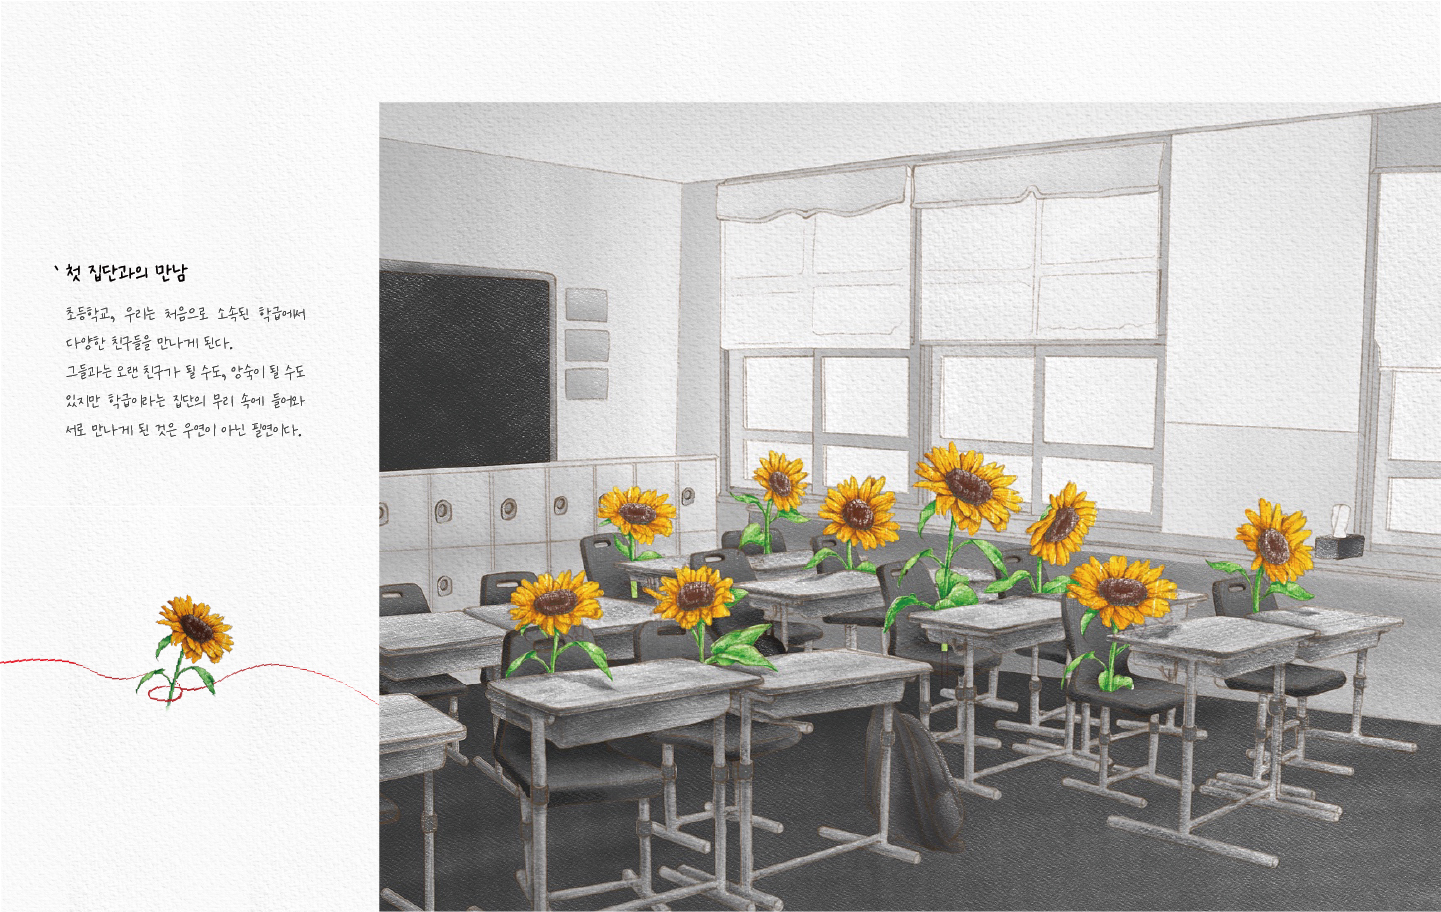 ` 첫 집단과의 만남
초등학교, 우리는 처음으로 소속된 학급에서
다양한 친구들을 만나게 된다.
그들과는 오랜 친구가 될 수도, 앙숙이 될 수도
있지만 학급이라는 집단의 무리 속에 들어와
서로 만나게 된 것은 우연이 아닌 필연이다.